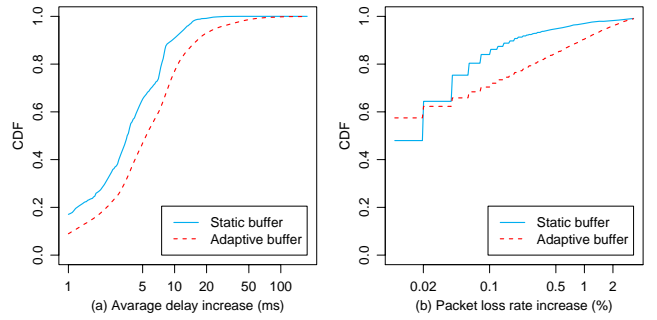 CDF
0.0
0.2
0.4
0.6
0.8
1.0
Static buffer
Adaptive buffer
1 5 10 20 50 100
(a) Avarage delay increase (ms)
CDF
0.0
0.2
0.4
0.6
0.8
1.0
Static buffer
Adaptive buffer
0.02 0.1 0.5 1 2
(b) Packet loss rate increase (%)